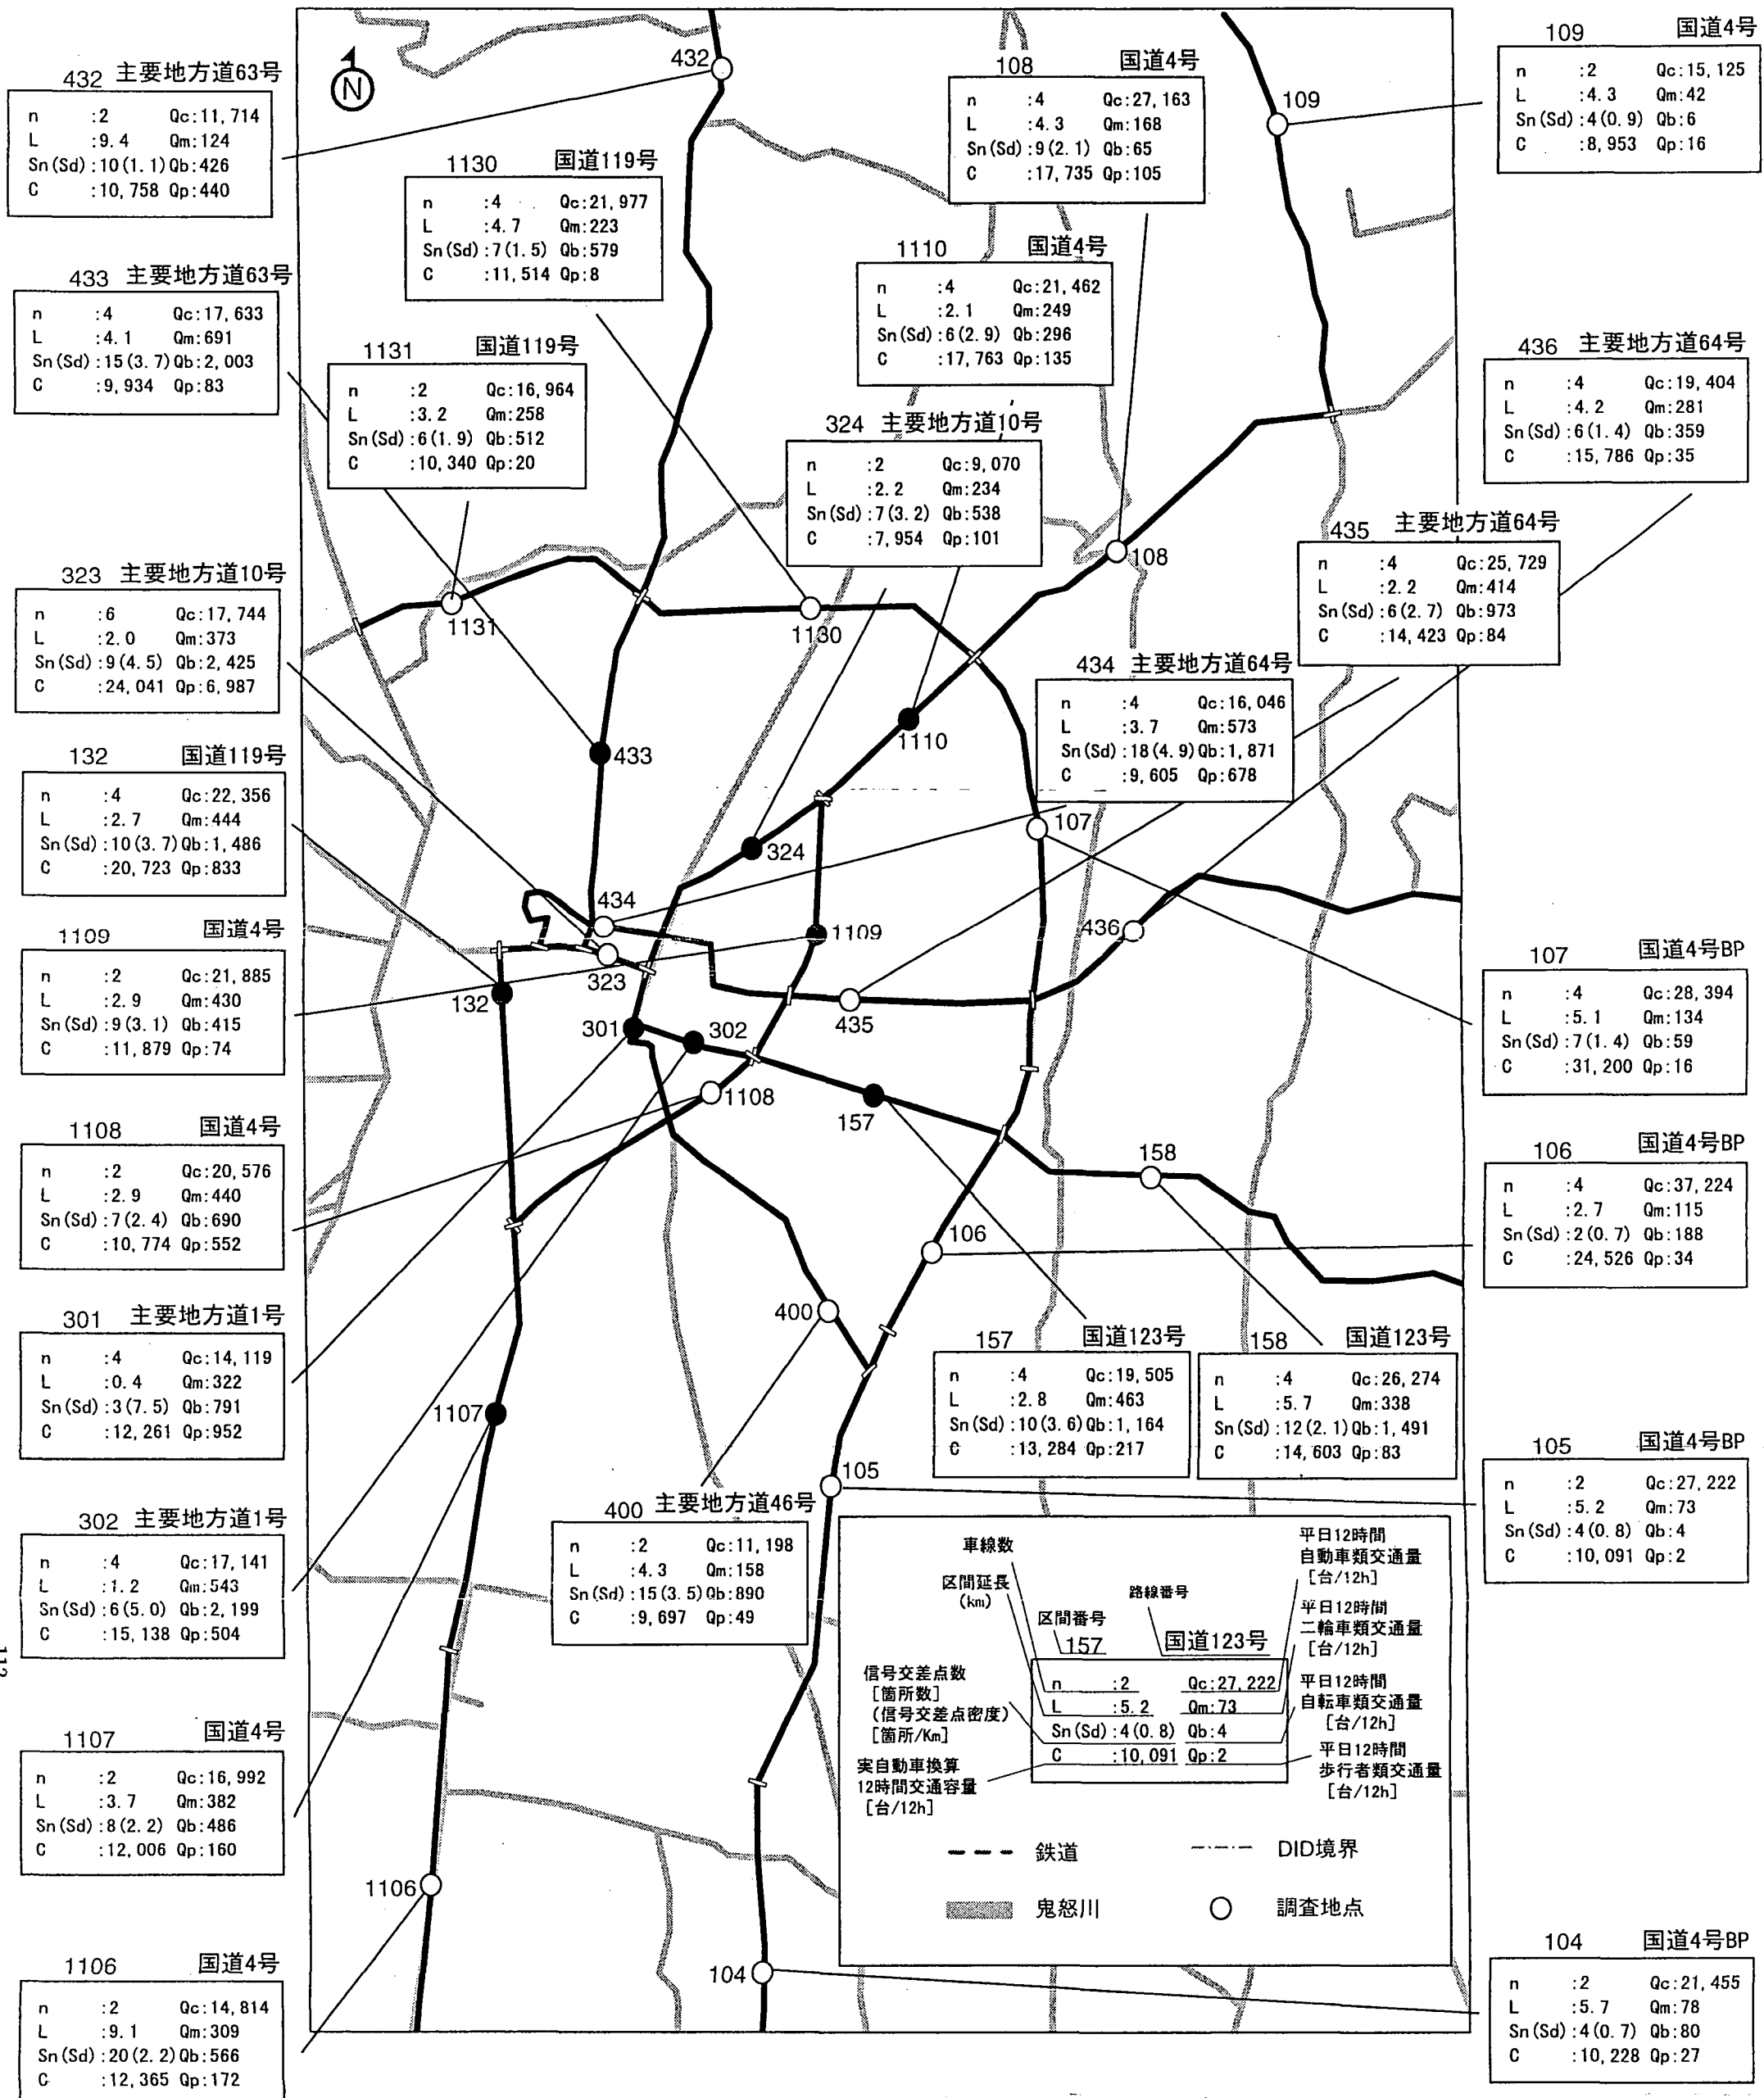 432 主要地方道63号
n :2 Qc:11,714
L :9.4 Qm:124
Sn(Sd):10(1.1) Qb:426
C :10,758 Qp:440
433 主要地方道63号
n :4 Qc:17,633
L :4.1 Qm:691
Sn(Sd):15(3.7) Qb:2,003
C :9,934 Qp:83
323 主要地方道10号
n :6 Qc:17,744
L :2.0 Qm:373
Sn(Sd):9(4.5) Qb:2,425
C :24,041 Qp:6,987
132 国道119号
n :4 Qc:22,356
L :2.7 Qm:444
Sn(Sd):10(3.7) Qb:1,486
C :20,723 Qp:833
1109 国道4号
n :2 Qc:21,885
L :2.9 Qm:430
Sn(Sd):9(3.1) Qb:415
C :11,879 Qp:74
1108 国道4号
n :2 Qc:20,576
L :2.9 Qm:440
Sn(Sd):7(2.4) Qb:690
C :10,774 Qp:552
301 主要地方道1号
n :4 Qc:14,119
L :0.4 Qm:322
Sn(Sd):3(7.5) Qb:791
C :12,261 Qp:952
302 主要地方道1号
n :4 Qc:17,141
L :1.2 Qm:543
Sn(Sd):6(5.0) Qb:2,199
C :15,138 Qp:504
1107 国道4号
n :2 Qc:16,992
L :3.7 Qm:382
Sn(Sd):8(2.2) Qb:486
C :12,006 Qp:160
1106 国道4号
n :2 Qc:14,814
L :9.1 Qm:309
Sn(Sd):20(2.2) Qb:566
C :12,365 Qp:172
N
1130 国道119号
n :4 Qc:21,977
L :4.7 Qm:223
Sn(Sd):7(1.5) Qb:579
C :11,514 Qp:8
1131 国道119号
n :2 Qc:16,964
L :3.2 Qm:258
Sn(Sd):6(1.9) Qb:512
C :10,340 Qp:20
108 国道4号
n :4 Qc:27,163
L :4.3 Qm:168
Sn(Sd):9(2.1) Qb:65
C :17,735 Qp:105
1110 国道4号
n :4 Qc:21,462
L :2.1 Qm:249
Sn(Sd):6(2.9) Qb:296
C :17,763 Qp:135
324 主要地方道10号
n :2 Qc:9,070
L :2.2 Qm:234
Sn(Sd):7(3.2) Qb:538
C :7,954 Qp:101
109 国道4号
n :2 Qc:15,125
L :4.3 Qm:42
Sn(Sd):4(0.9) Qb:6
C :8,953 Qp:16
436 主要地方道64号
n :4 Qc:19,404
L :4.2 Qm:281
Sn(Sd):6(1.4) Qb:359
C :15,786 Qp:35
435 主要地方道64号
n :4 Qc:25,729
L :2.2 Qm:414
Sn(Sd):6(2.7) Qb:973
C :14,423 Qp:84
434 主要地方道64号
n :4 Qc:16,046
L :3.7 Qm:573
Sn(Sd):18(4.9) Qb:1,871
C :9,605 Qp:678
107 国道4号BP
n :4 Qc:28,394
L :5.1 Qm:134
Sn(Sd):7(1.4) Qb:59
C :31,200 Qp:16
106 国道4号BP
n :4 Qc:37,224
L :2.7 Qm:115
Sn(Sd):2(0.7) Qb:188
C :24,526 Qp:34
157 国道123号
n :4 Qc:19,505
L :2.8 Qm:463
Sn(Sd):10(3.6) Qb:1,164
C :13,284 Qp:217
158 国道123号
n :4 Qc:26,274
L :5.7 Qm:338
Sn(Sd):12(2.1) Qb:1,491
C :14,603 Qp:83
105 国道4号BP
n :2 Qc:27,222
L :5.2 Qm:73
Sn(Sd):4(0.8) Qb:4
C :10,091 Qp:2
400 主要地方道46号
n :2 Qc:11,198
L :4.3 Qm:158
Sn(Sd):15(3.5) Qb:890
C :9,697 Qp:49
104 国道4号BP
n :2 Qc:21,455
L :5.7 Qm:78
Sn(Sd):4(0.7) Qb:80
C :10,228 Qp:27
432
109
108
1131
1130
433
1110
324
107
434
1109
436
323
132
435
301
302
1108
157
158
106
400
1107
105
1106
104
車線数
区間延長
(km)
区間番号
路線番号
平日12時間
自動車類交通量
[台/12h]
平日12時間
二輪車類交通量
[台/12h]
平日12時間
自転車類交通量
[台/12h]
平日12時間
歩行者類交通量
[台/12h]
信号交差点数
[箇所数]
(信号交差点密度)
[箇所/Km]
実自動車換算
12時間交通容量
[台/12h]
157 国道123号
n :2 Qc:27,222
L :5.2 Qm:73
Sn(Sd):4(0.8) Qb:4
C :10,091 Qp:2
鉄道 DID境界
鬼怒川 調査地点
112